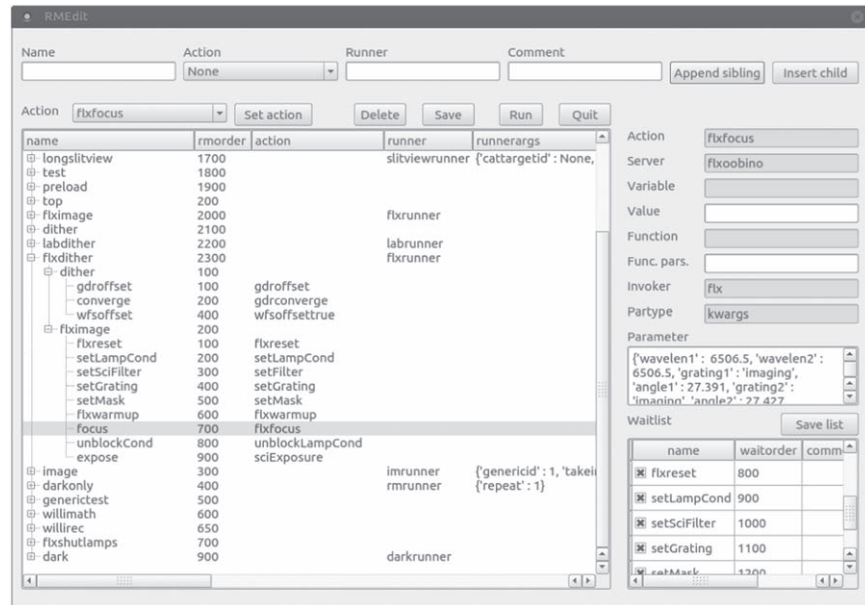 RMEdit
Name Action Runner Comment
None Append sibling Insert child
Action flxfocus Set action Delete Save Run Quit
name rmorder action runner runnerargs
longslitview 1700 slitviewrunner {'cattargetid' : None,
test 1800
preload 1900
top 200
flximage 2000 flxrunner
dither 2100
labdither 2200 labrunner
flxdither 2300 flxrunner
dither 100
gdroffset 100 gdroffset
converge 200 gdrconverge
wfsoffset 400 wfsoffsettrue
flximage 200
flxreset 100 flxreset
setLampCond 200 setLampCond
setSciFilter 300 setFilter
setGrating 400 setGrating
setMask 500 setMask
flxwarmup 600 flxwarmup
focus 700 flxfocus
unblockCond 800 unblockLampCond
expose 900 sciExposure
image 300 imrunner {'genericid' : 1, 'takein
darkonly 400 rmrunner {'repeat' : 1}
generictest 500
willimath 600
willirec 650
flxshutlamps 700
dark 900 darkrunner
Action flxfocus
Server flxoobino
Variable
Value
Function
Func. pars.
Invoker flx
Partype kwargs
Parameter
{'wavelen1' : 6506.5, 'wavelen2' :
6506.5, 'grating1' : 'imaging',
'angle1' : 27.391, 'grating2' :
'imaging', 'angle2' : 27.427
Waitlist Save list
name waitorder comm
flxreset 800
setLampCond 900
setSciFilter 1000
setGrating 1100
setMask 1200